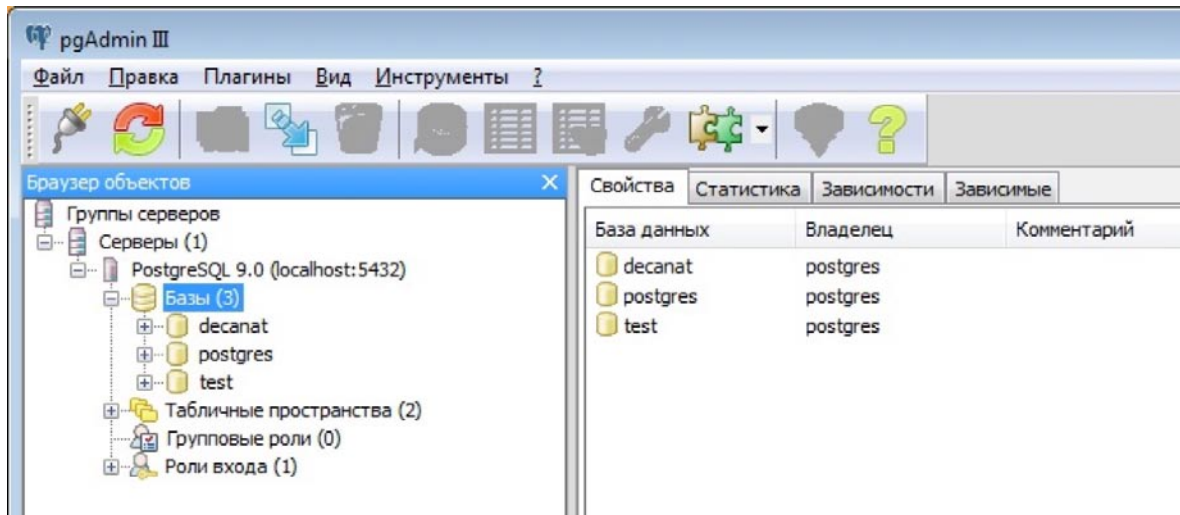 pgAdmin III
Файл Правка Плагины Вид Инструменты ?
Браузер объектов
Группы серверов
Серверы (1)
PostgreSQL 9.0 (localhost:5432)
Базы (3)
decanat
postgres
test
Табличные пространства (2)
Групповые роли (0)
Роли входа (1)
Свойства Статистика Зависимости Зависимые
База данных Владелец Комментарий
decanat postgres
postgres postgres
test postgres